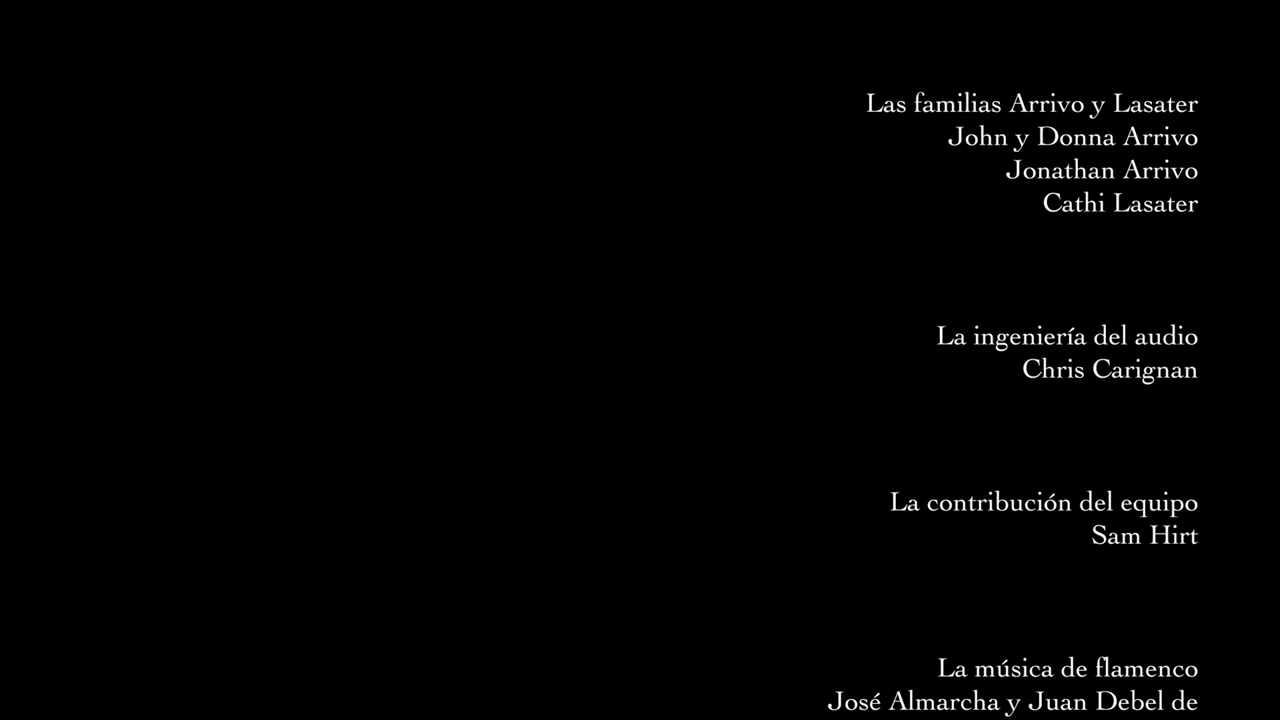 Las familias Arrivo y Lasater
John y Donna Arrivo
Jonathan Arrivo
Cathi Lasater
La ingeniería del audio
Chris Carignan
La contribución del equipo
Sam Hirt
La música de flamenco
José Almarcha y Juan Debel de